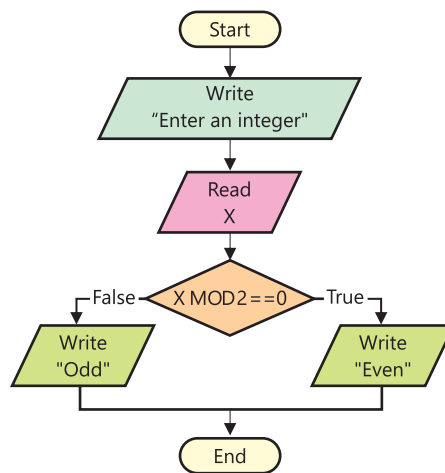 Start
Write
“Enter an integer"
Read
X
X MOD2==0
False
True
Write
"Odd"
Write
"Even"
End